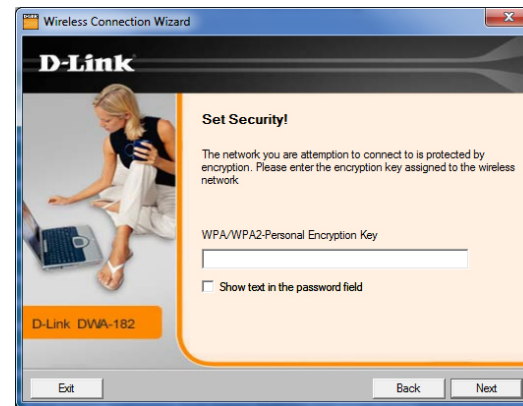 Wireless Connection Wizard
D-Link
Set Security!
The network you are attemption to connect to is protected by
encryption. Please enter the encryption key assigned to the wireless
network
WPA/WPA2-Personal Encryption Key
Show text in the password field
D-Link DWA-182
Exit
Back
Next